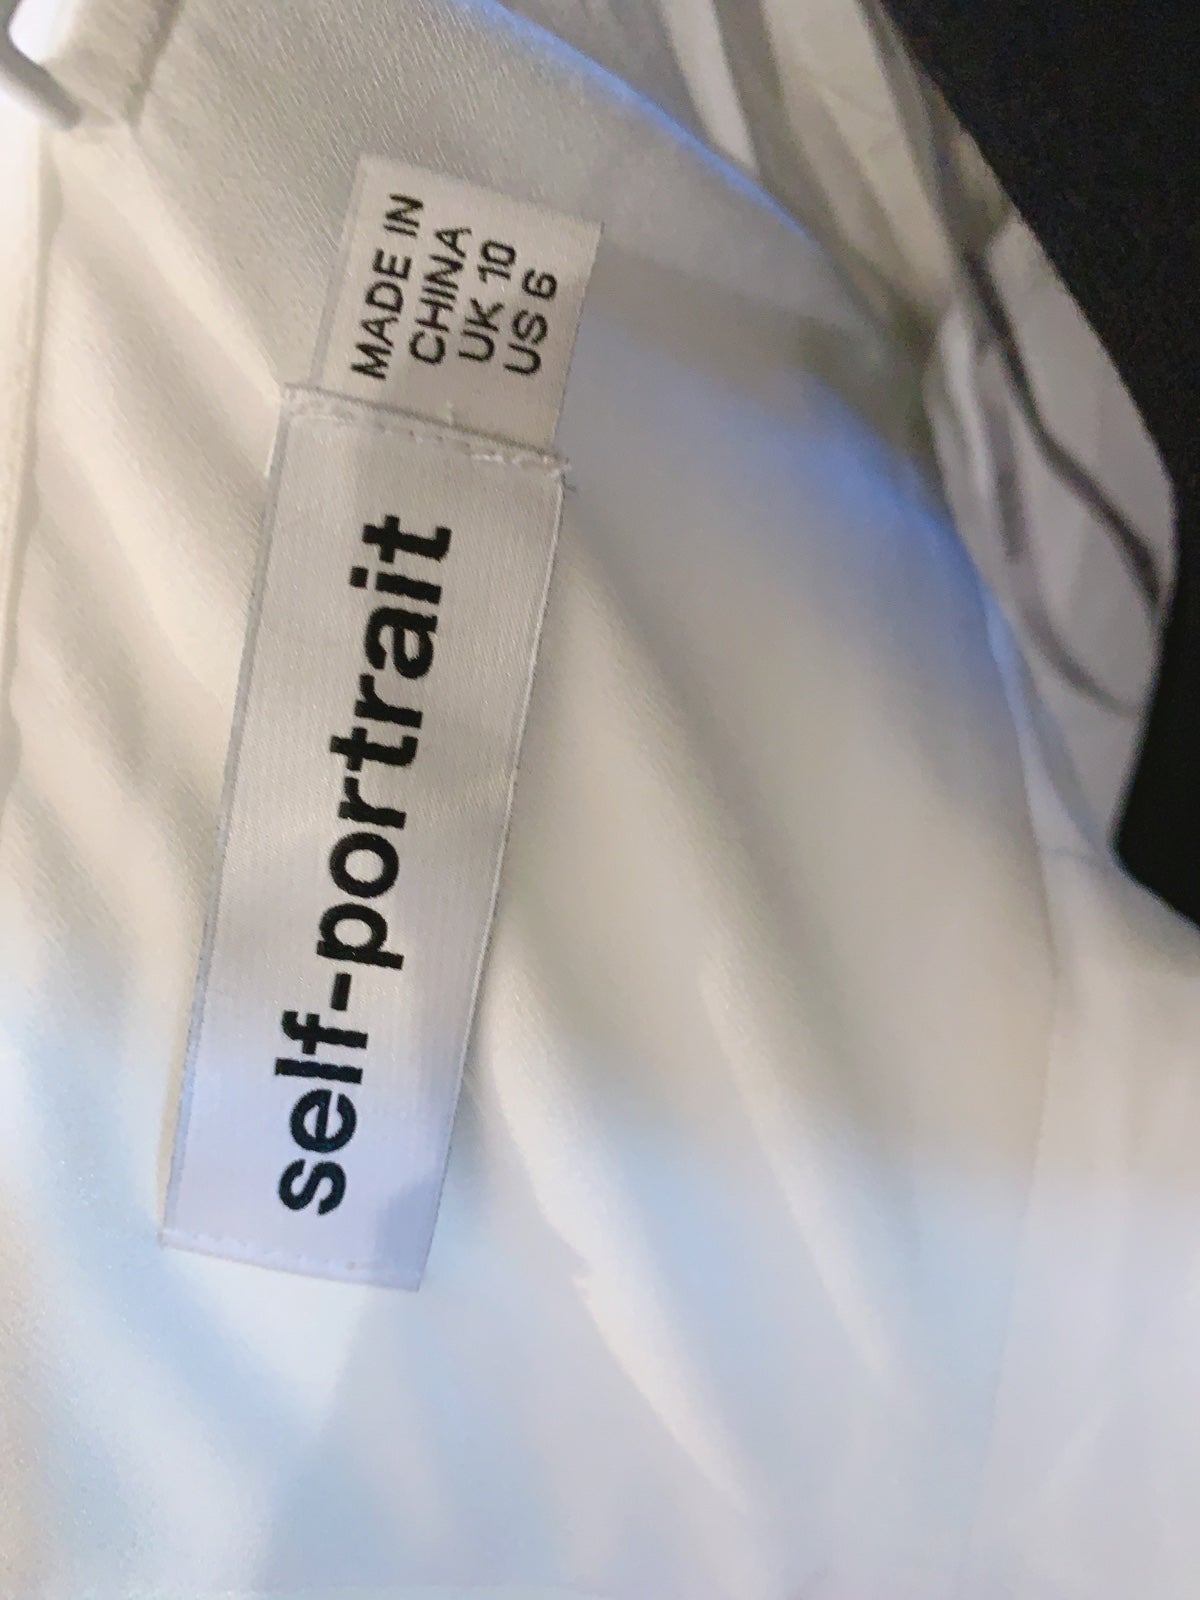 MADE IN
CHINA
UK 10
US 6
self-portrait